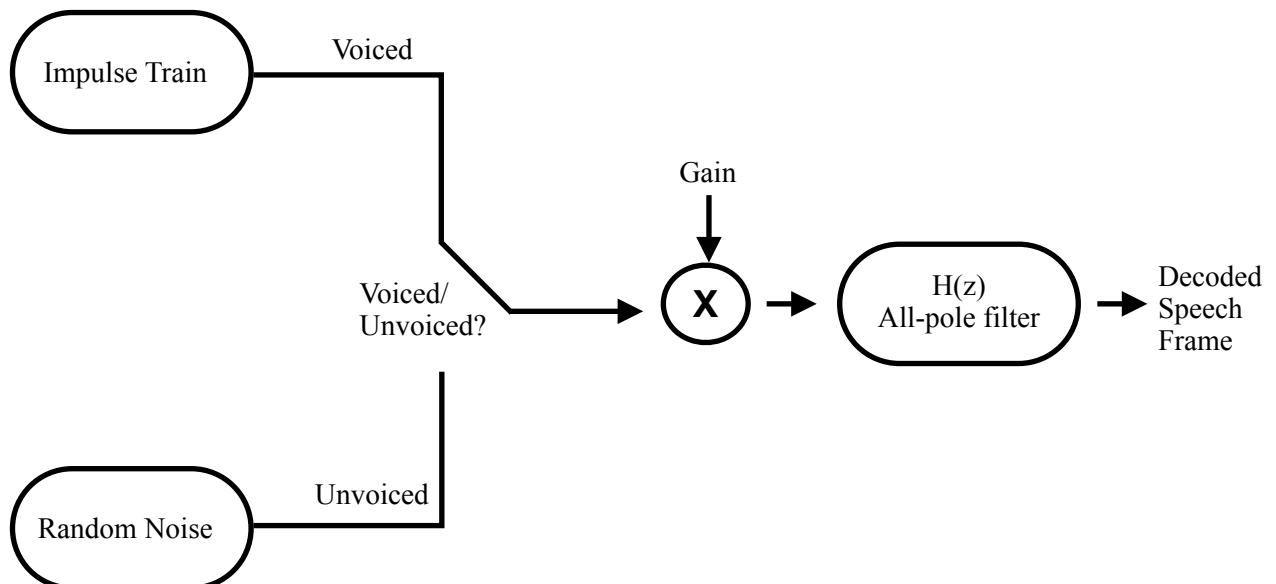 Voiced
Impulse Train
Gain
Voiced/
Unvoiced?
X
H(z)
All-pole filter
Decoded
Speech
Frame
Unvoiced
Random Noise